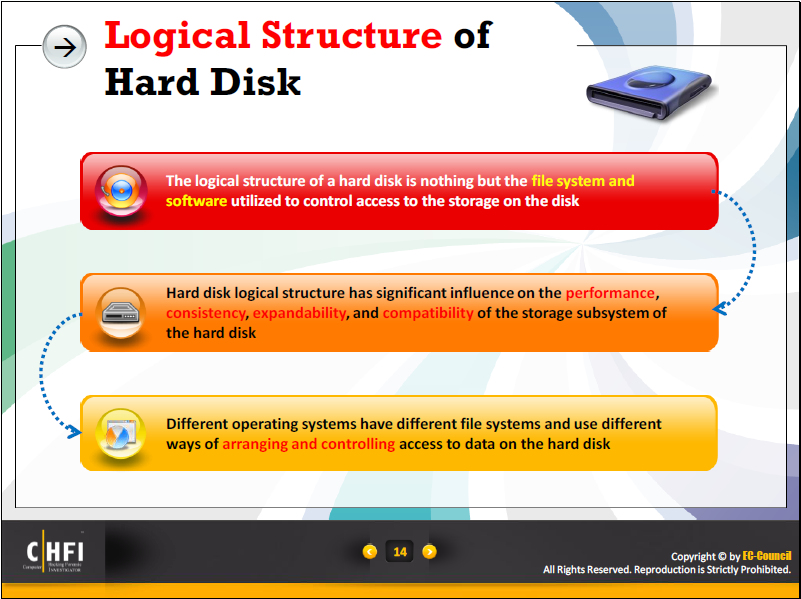 Logical Structure of
Hard Disk
The logical structure of a hard disk is nothing but the file system and
software utilized to control access to the storage on the disk
Hard disk logical structure has significant influence on the performance,
consistency, expandability, and compatibility of the storage subsystem of
the hard disk
Different operating systems have different file systems and use different
ways of arranging and controlling access to data on the hard disk
CHFI
Computer Hacking Forensic
INVESTIGATOR
14
Copyright © by EC-Council
All Rights Reserved. Reproduction is Strictly Prohibited.